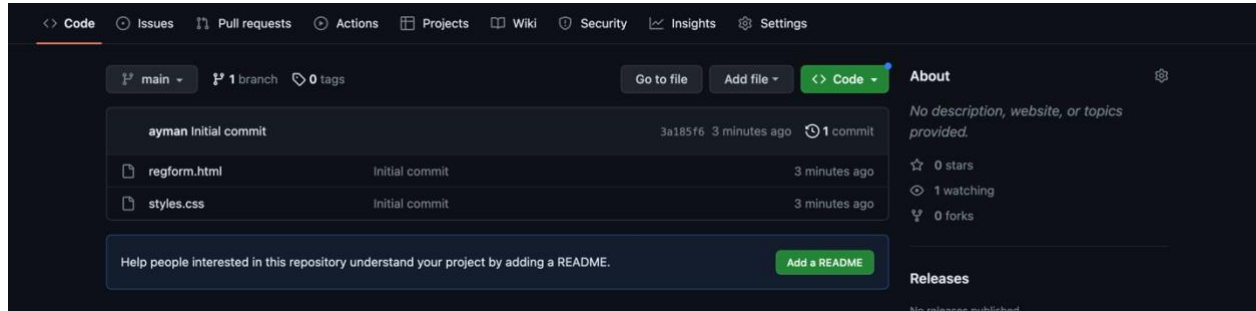 <> Code Issues Pull requests Actions Projects Wiki Security Insights Settings
main 1 branch 0 tags Go to file Add file <> Code
ayman Initial commit 3a185f6 3 minutes ago 1 commit
regform.html Initial commit 3 minutes ago
styles.css Initial commit 3 minutes ago
Help people interested in this repository understand your project by adding a README. Add a README
About
No description, website, or topics
provided.
0 stars
1 watching
0 forks
Releases
No releases published